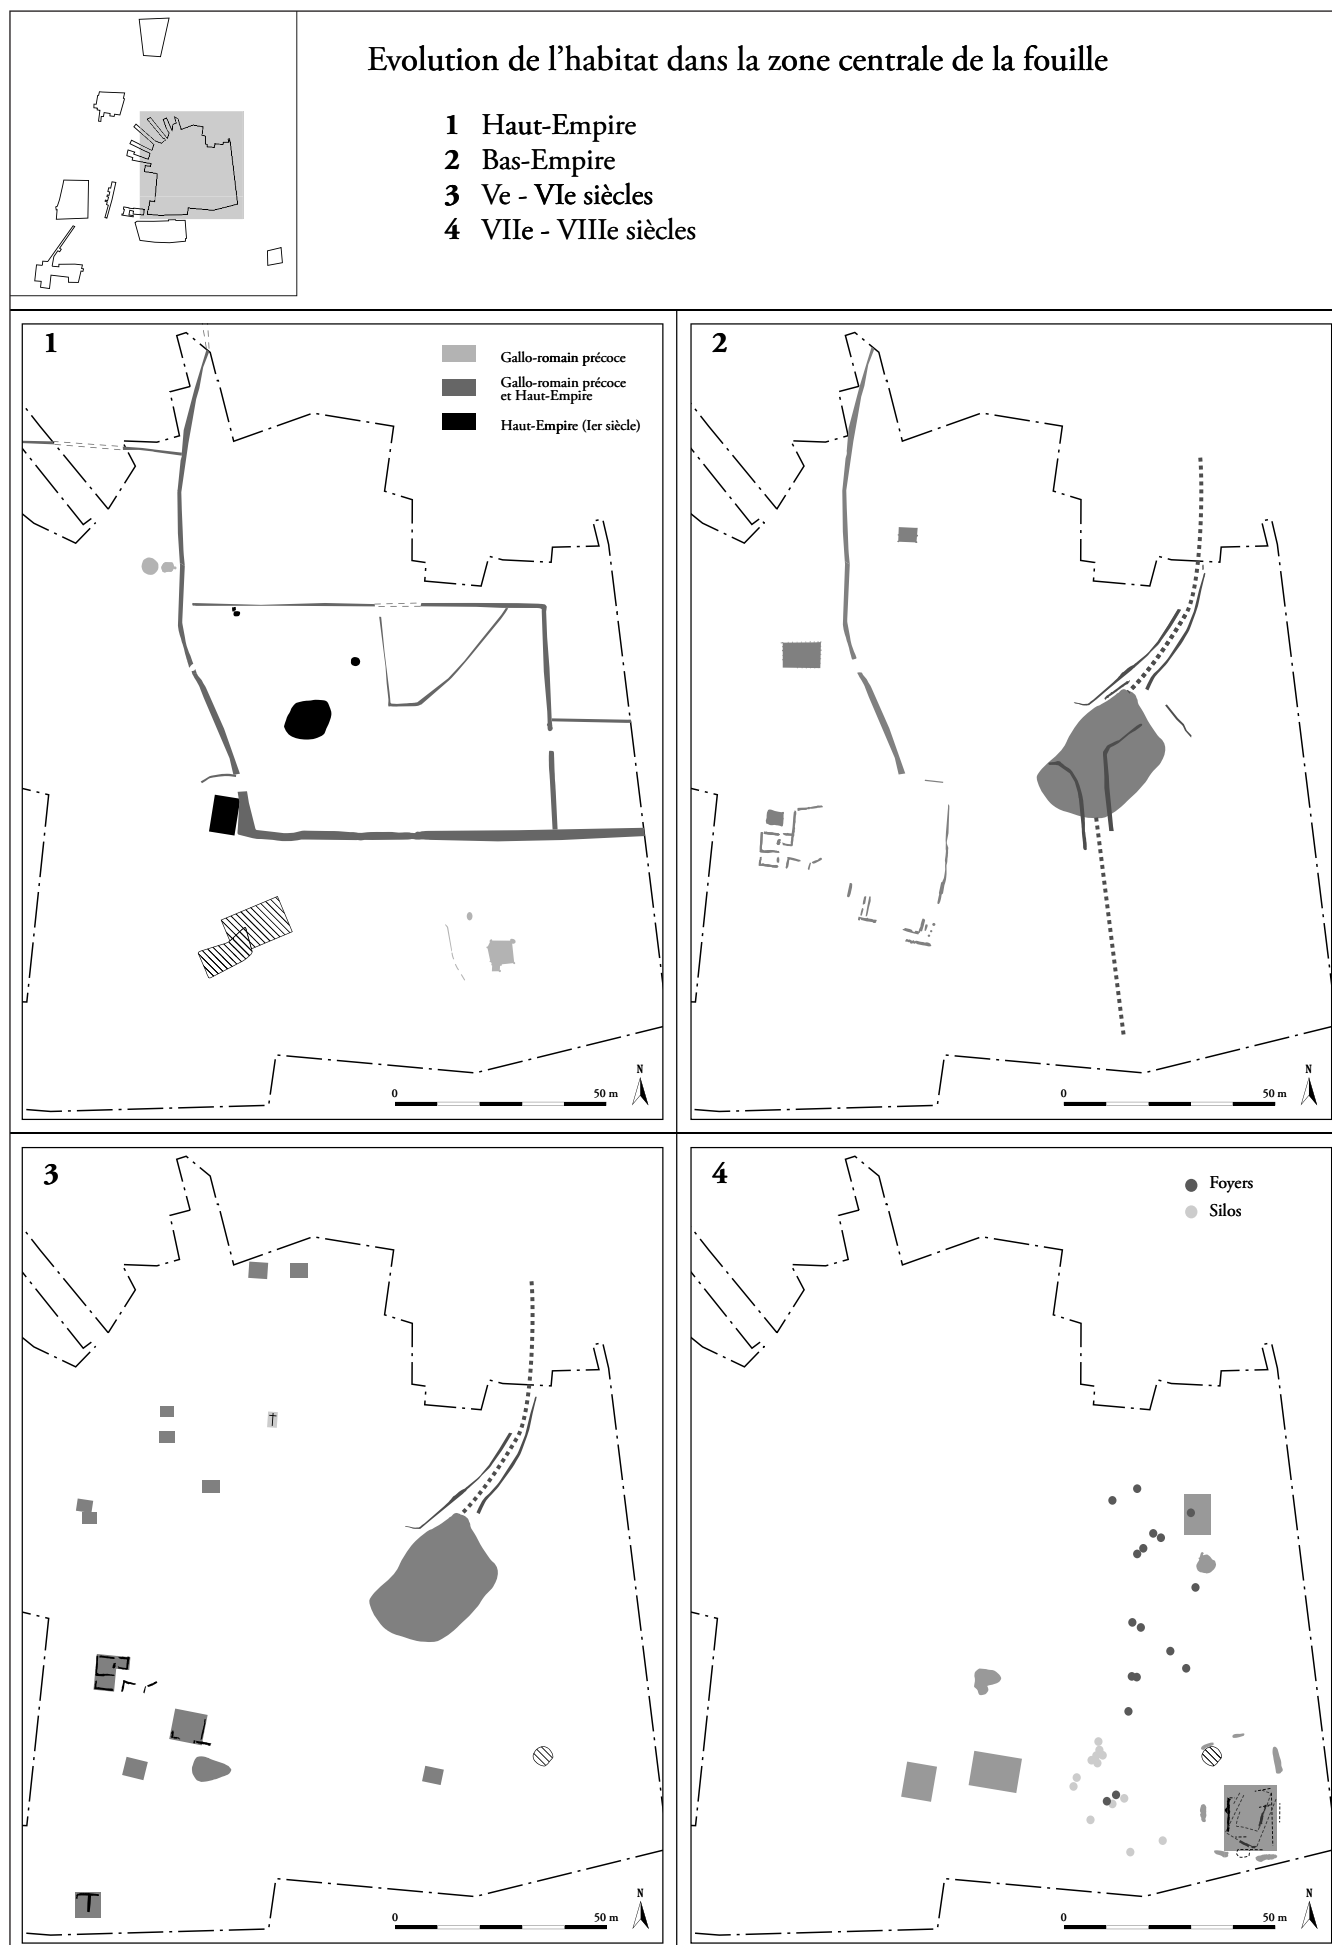 Evolution de l’habitat dans la zone centrale de la fouille
1 Haut-Empire
2 Bas-Empire
3 Ve - VIe siècles
4 VIIe - VIIIe siècles
1
Gallo-romain précoce
Gallo-romain précoce
et Haut-Empire
Haut-Empire (Ier siècle)
N
0 50 m
2
N
0 50 m
3
N
0 50 m
4
Foyers
Silos
N
0 50 m